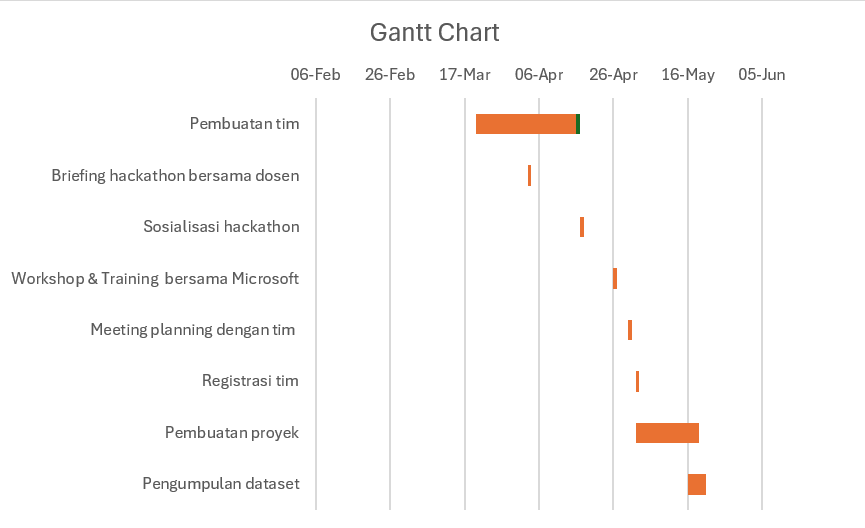 Gantt Chart
06-Feb 26-Feb 17-Mar 06-Apr 26-Apr 16-May 05-Jun
Pembuatan tim
Briefing hackathon bersama dosen
Sosialisasi hackathon
Workshop & Training bersama Microsoft
Meeting planning dengan tim
Registrasi tim
Pembuatan proyek
Pengumpulan dataset